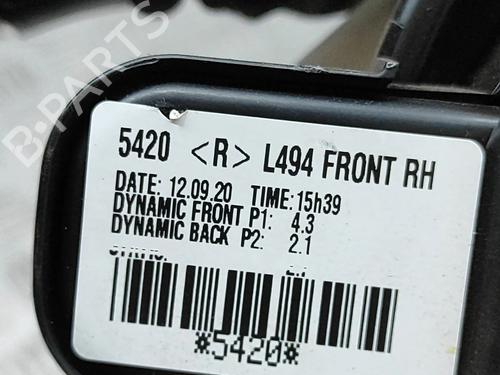 B-PARTS
5420 <R> L494 FRONT RH
DATE: 12.09.20 TIME:15h39
DYNAMIC FRONT P1: 4.3
DYNAMIC BACK P2: 2.1
*5420*